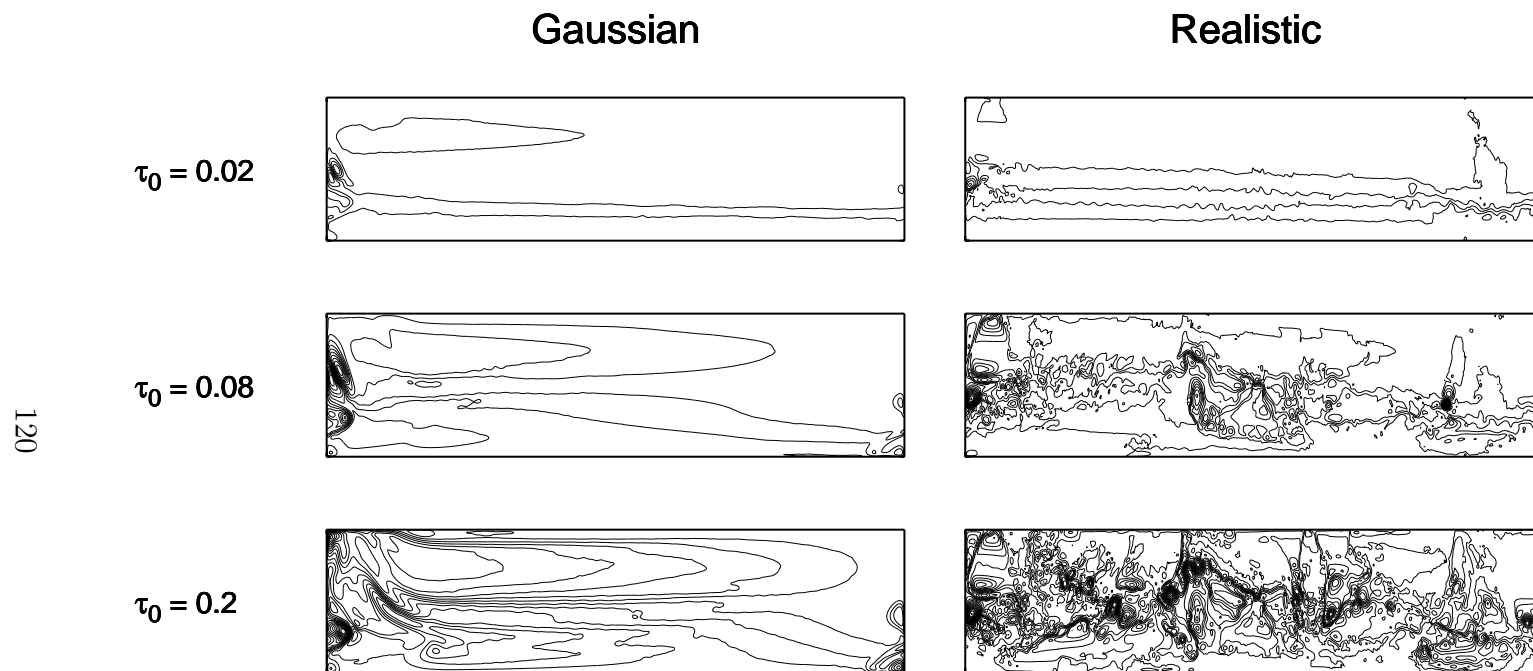 Gaussian Realistic
τ₀ = 0.02
τ₀ = 0.08
120
τ₀ = 0.2